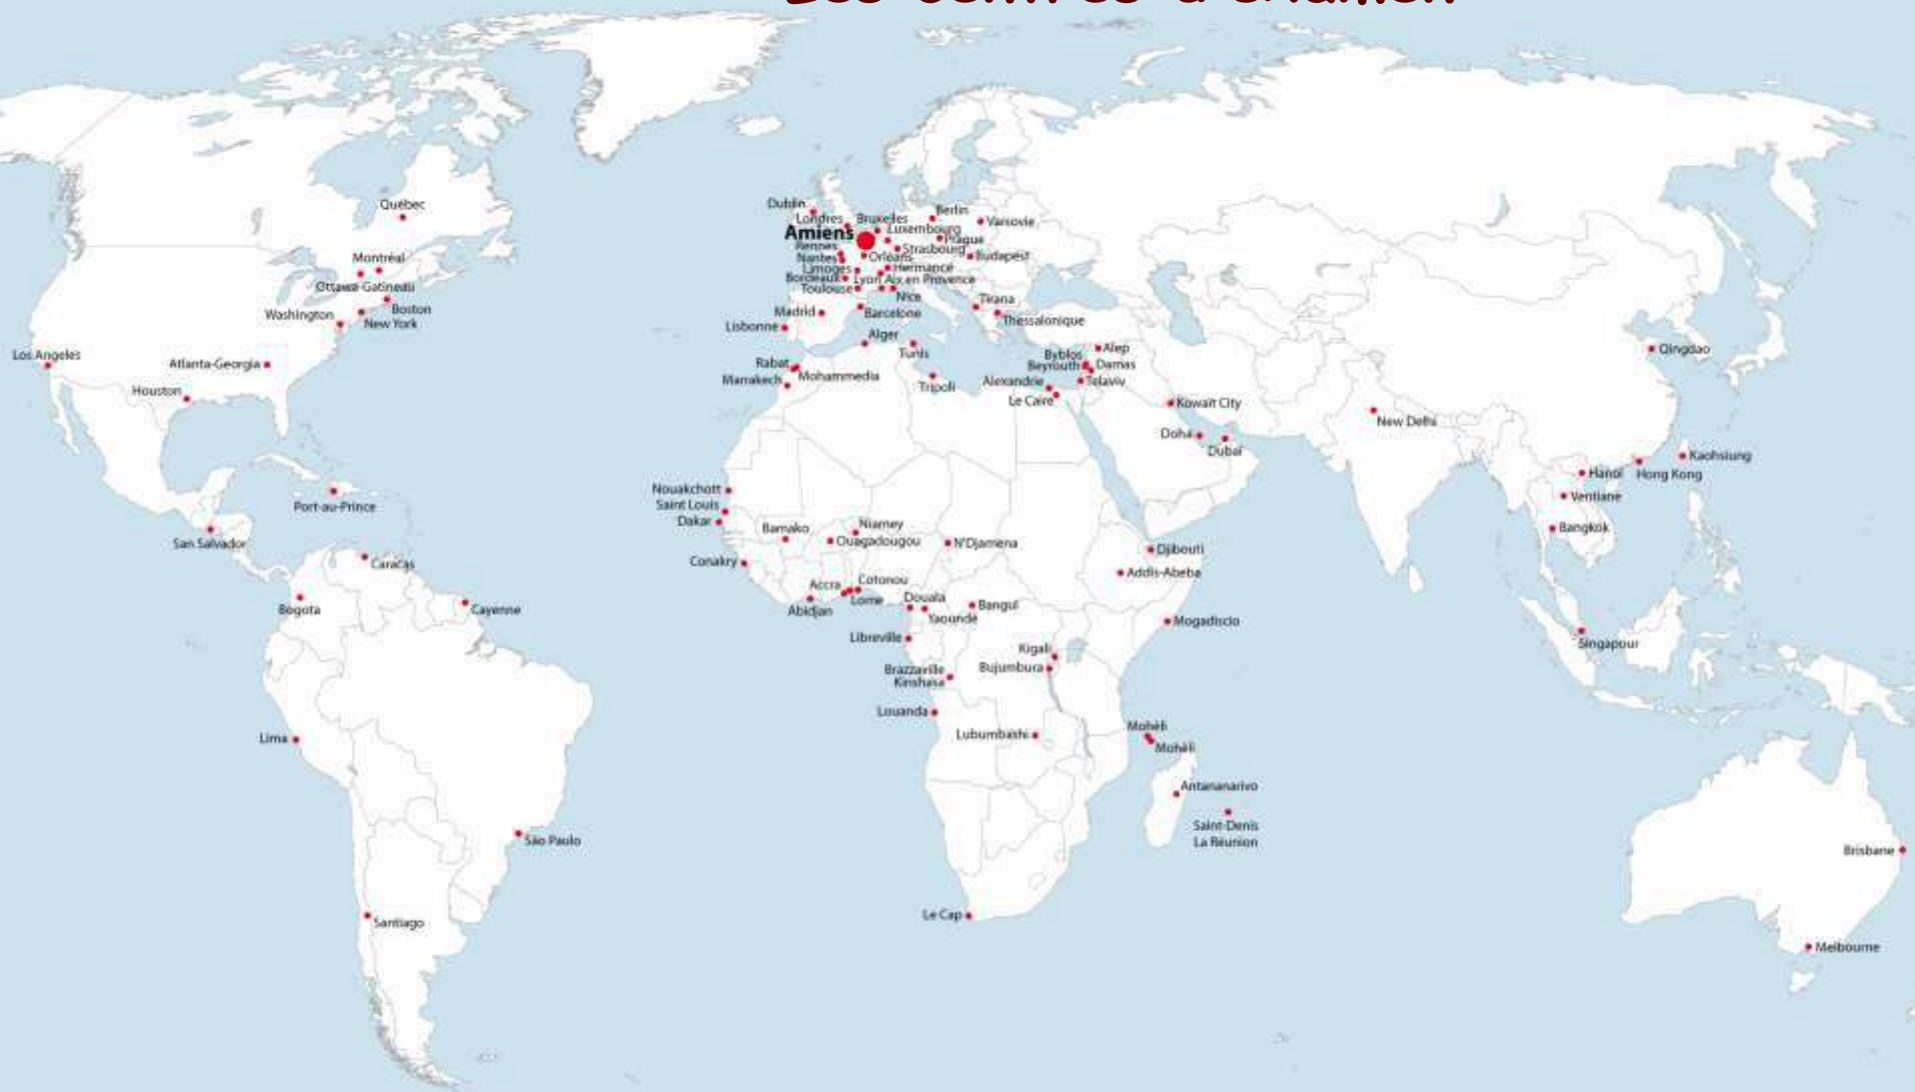 Les centres d'examen
Québec
Montréal
Ottawa-Gatineau
Boston
Washington
New York
Los Angeles
Atlanta-Georgia
Houston
Port-au-Prince
San Salvador
Caracas
Bogota
Cayenne
Lima
São Paulo
Santiago
Dublin
Londres
Bruxelles
Berlin
Varsovie
Amiens
Luxembourg
Prague
Rennes
Strasbourg
Nantes
Orléans
Budapest
Limoges
Hermance
Bordeaux
Lyon Aix en Provence
Toulouse
Nice
Tirana
Madrid
Barcelone
Thessalonique
Lisbonne
Alger
Tunis
Rabat
Mohammedia
Marrakech
Tripoli
Alep
Byblos
Beyrouth
Damas
Alexandrie
Telaviv
Le Caire
Kowait City
Doha
Dubaï
New Delhi
Qingdao
Kaohsiung
Hanoï
Hong Kong
Ventiane
Bangkok
Singapour
Nouakchott
Saint Louis
Dakar
Bamako
Niamey
Ouagadougou
N'Djamena
Conakry
Djibouti
Addis-Abeba
Accra
Cotonou
Abidjan
Lome
Douala
Yaoundé
Bangui
Mogadiscio
Libreville
Kigali
Brazzaville
Bujumbura
Kinshasa
Louanda
Lubumbashi
Mohéli
Mohéli
Antananarivo
Saint-Denis
La Réunion
Le Cap
Brisbane
Melbourne